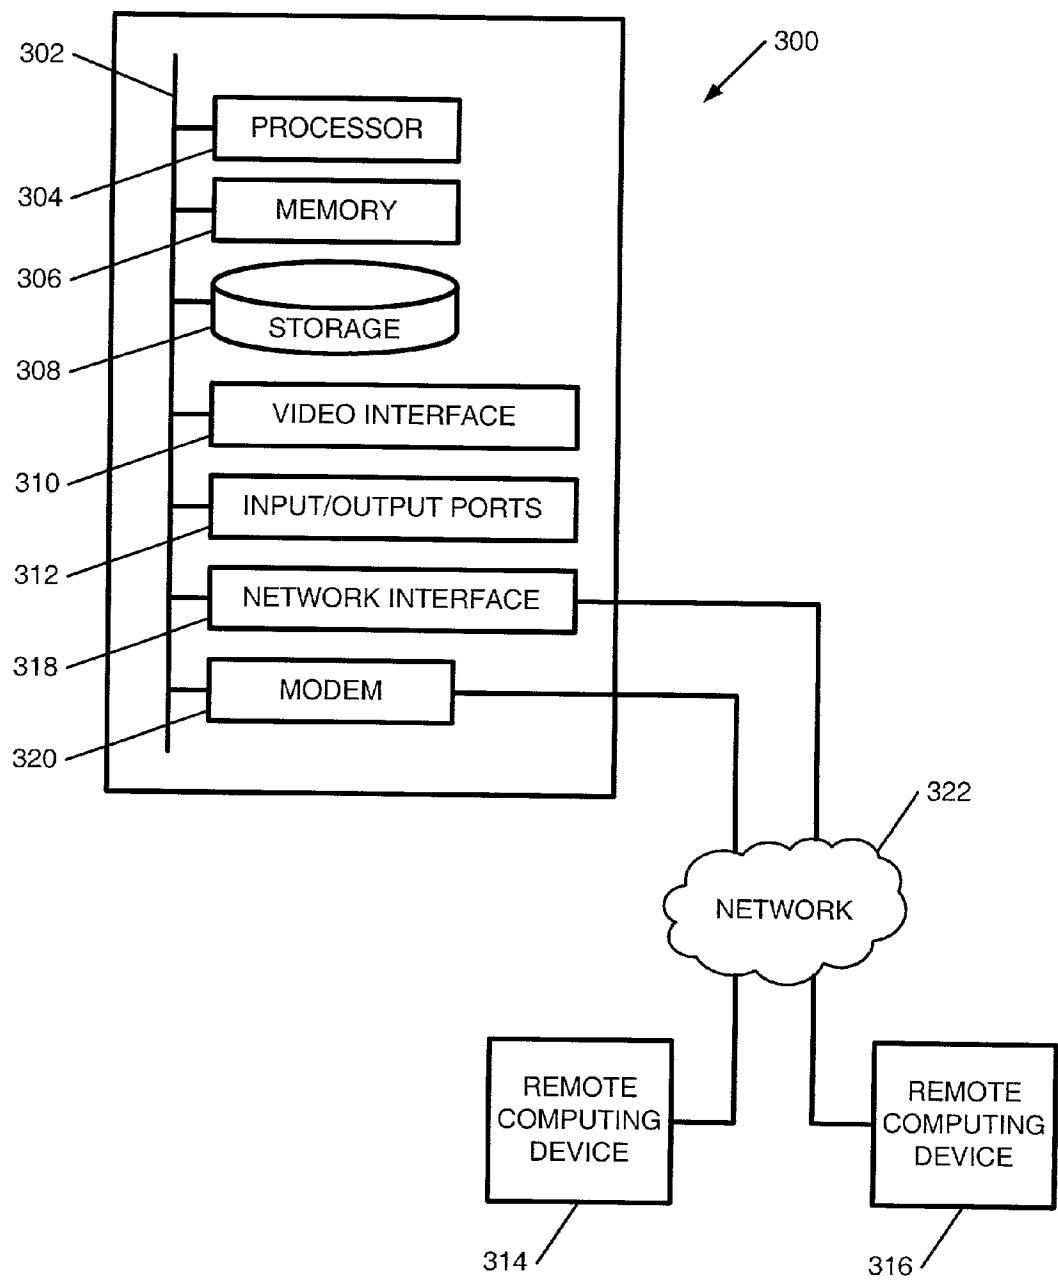 302
300
PROCESSOR
304
MEMORY
306
STORAGE
308
VIDEO INTERFACE
310
INPUT/OUTPUT PORTS
312
NETWORK INTERFACE
318
MODEM
320
322
NETWORK
REMOTE
COMPUTING
DEVICE
REMOTE
COMPUTING
DEVICE
314
316